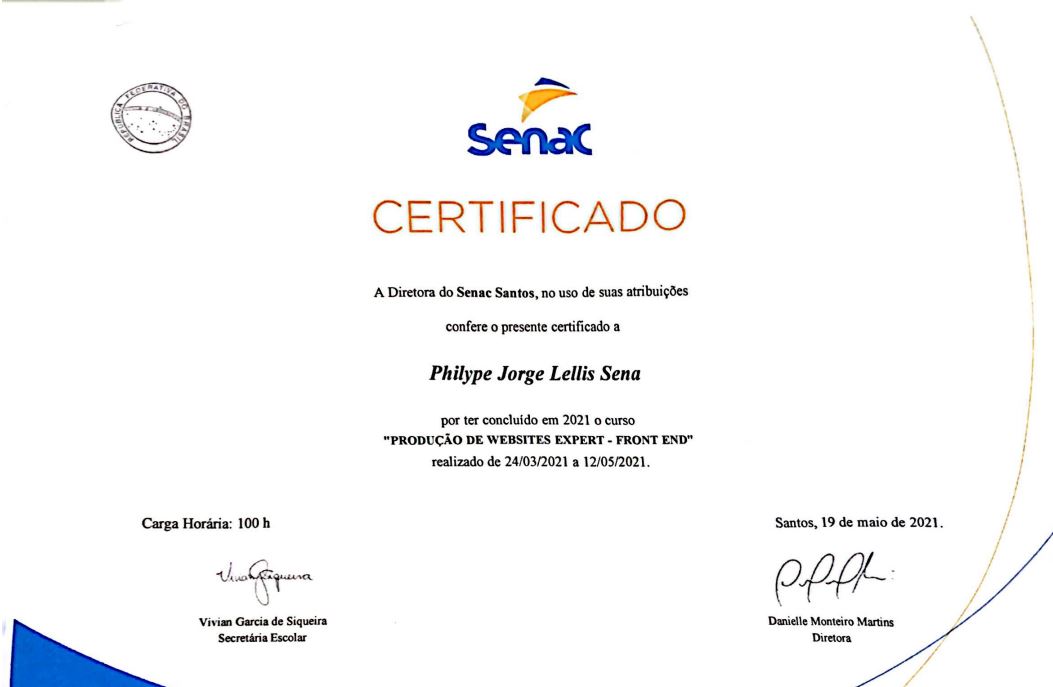 REPÚBLICA FEDERATIVA DO BRASIL
Senac
CERTIFICADO
A Diretora do Senac Santos, no uso de suas atribuições
confere o presente certificado a
Philype Jorge Lellis Sena
por ter concluído em 2021 o curso
"PRODUÇÃO DE WEBSITES EXPERT - FRONT END"
realizado de 24/03/2021 a 12/05/2021.
Carga Horária: 100 h
Santos, 19 de maio de 2021.
Vivian Garcia de Siqueira
Secretária Escolar
Danielle Monteiro Martins
Diretora